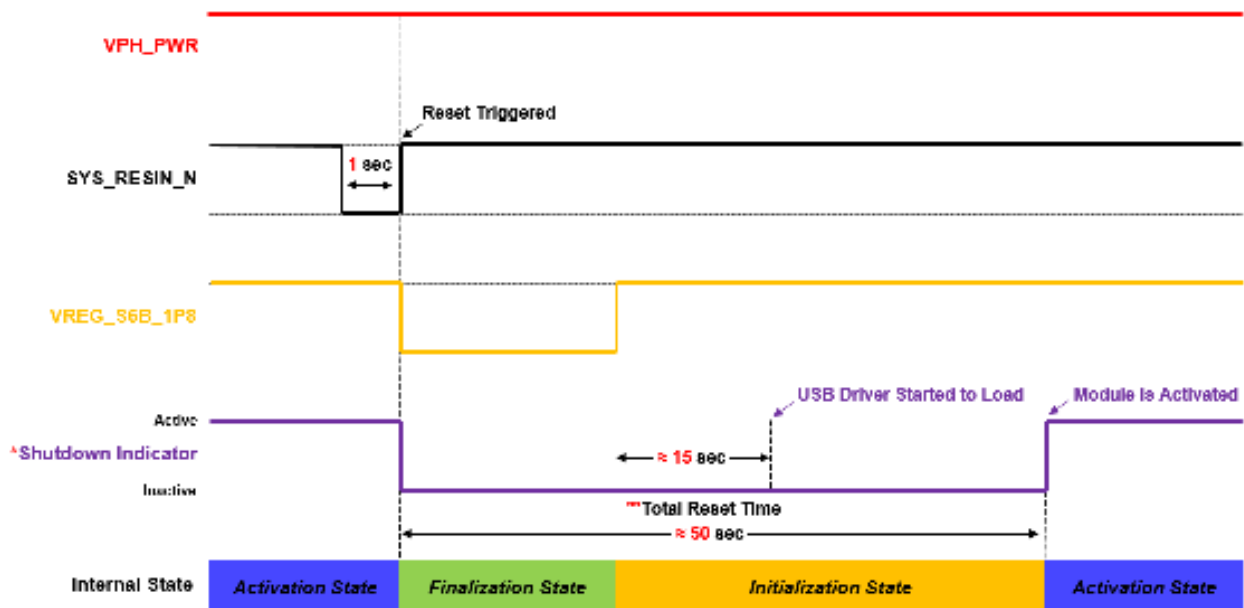 VPH_PWR
Reset Triggered
1 sec
SYS_RESIN_N
VREG_S6B_1P8
USB Driver Started to Load
Module is Activated
Active
*Shutdown Indicator
≈ 15 sec
Inactive
**Total Reset Time
≈ 50 sec
Internal State
Activation State
Finalization State
Initialization State
Activation State